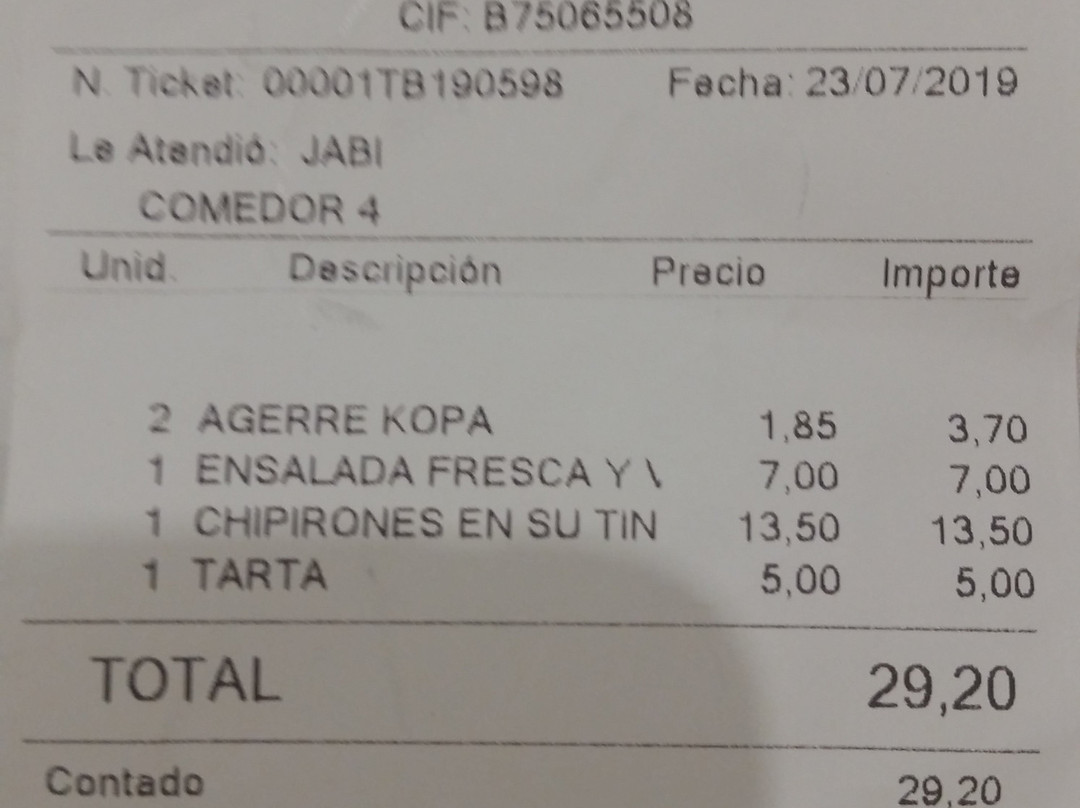 CIF: B75065508
N. Ticket: 00001TB190598 Fecha: 23/07/2019
Le Atendió: JABI
COMEDOR 4
Unid. Descripción Precio Importe
2 AGERRE KOPA 1,85 3,70
1 ENSALADA FRESCA Y \ 7,00 7,00
1 CHIPIRONES EN SU TIN 13,50 13,50
1 TARTA 5,00 5,00
TOTAL 29,20
Contado 29,20